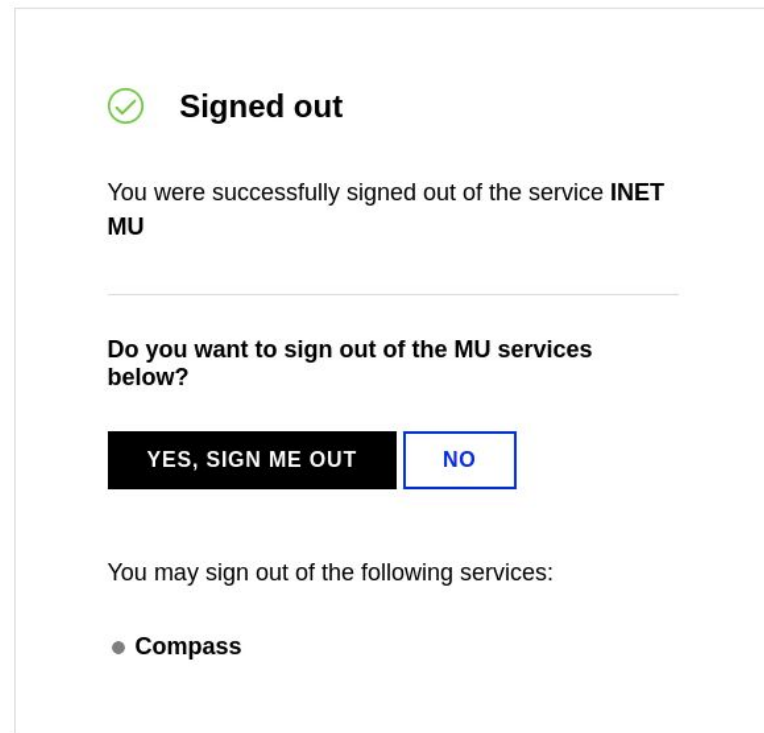 Signed out
You were successfully signed out of the service INET
MU
Do you want to sign out of the MU services
below?
YES, SIGN ME OUT
NO
You may sign out of the following services:
Compass